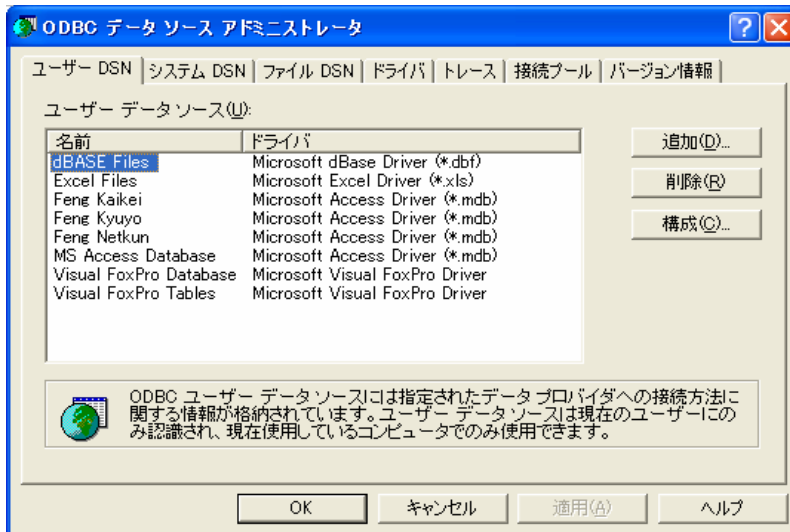 ODBC データ ソース アドミニストレータ
ユーザー DSN システム DSN ファイル DSN ドライバ トレース 接続プール バージョン情報
ユーザー データ ソース(U):
名前 ドライバ
dBASE Files Microsoft dBase Driver (*.dbf)
Excel Files Microsoft Excel Driver (*.xls)
Feng Kaikei Microsoft Access Driver (*.mdb)
Feng Kyuyo Microsoft Access Driver (*.mdb)
Feng Netkun Microsoft Access Driver (*.mdb)
MS Access Database Microsoft Access Driver (*.mdb)
Visual FoxPro Database Microsoft Visual FoxPro Driver
Visual FoxPro Tables Microsoft Visual FoxPro Driver
追加(D)...
削除(R)
構成(C)...
ODBC ユーザー データ ソースには指定されたデータ プロバイダへの接続方法に
関する情報が格納されています。ユーザー データ ソースは現在のユーザーにの
み認識され、現在使用しているコンピュータでのみ使用できます。
OK キャンセル 適用(A) ヘルプ